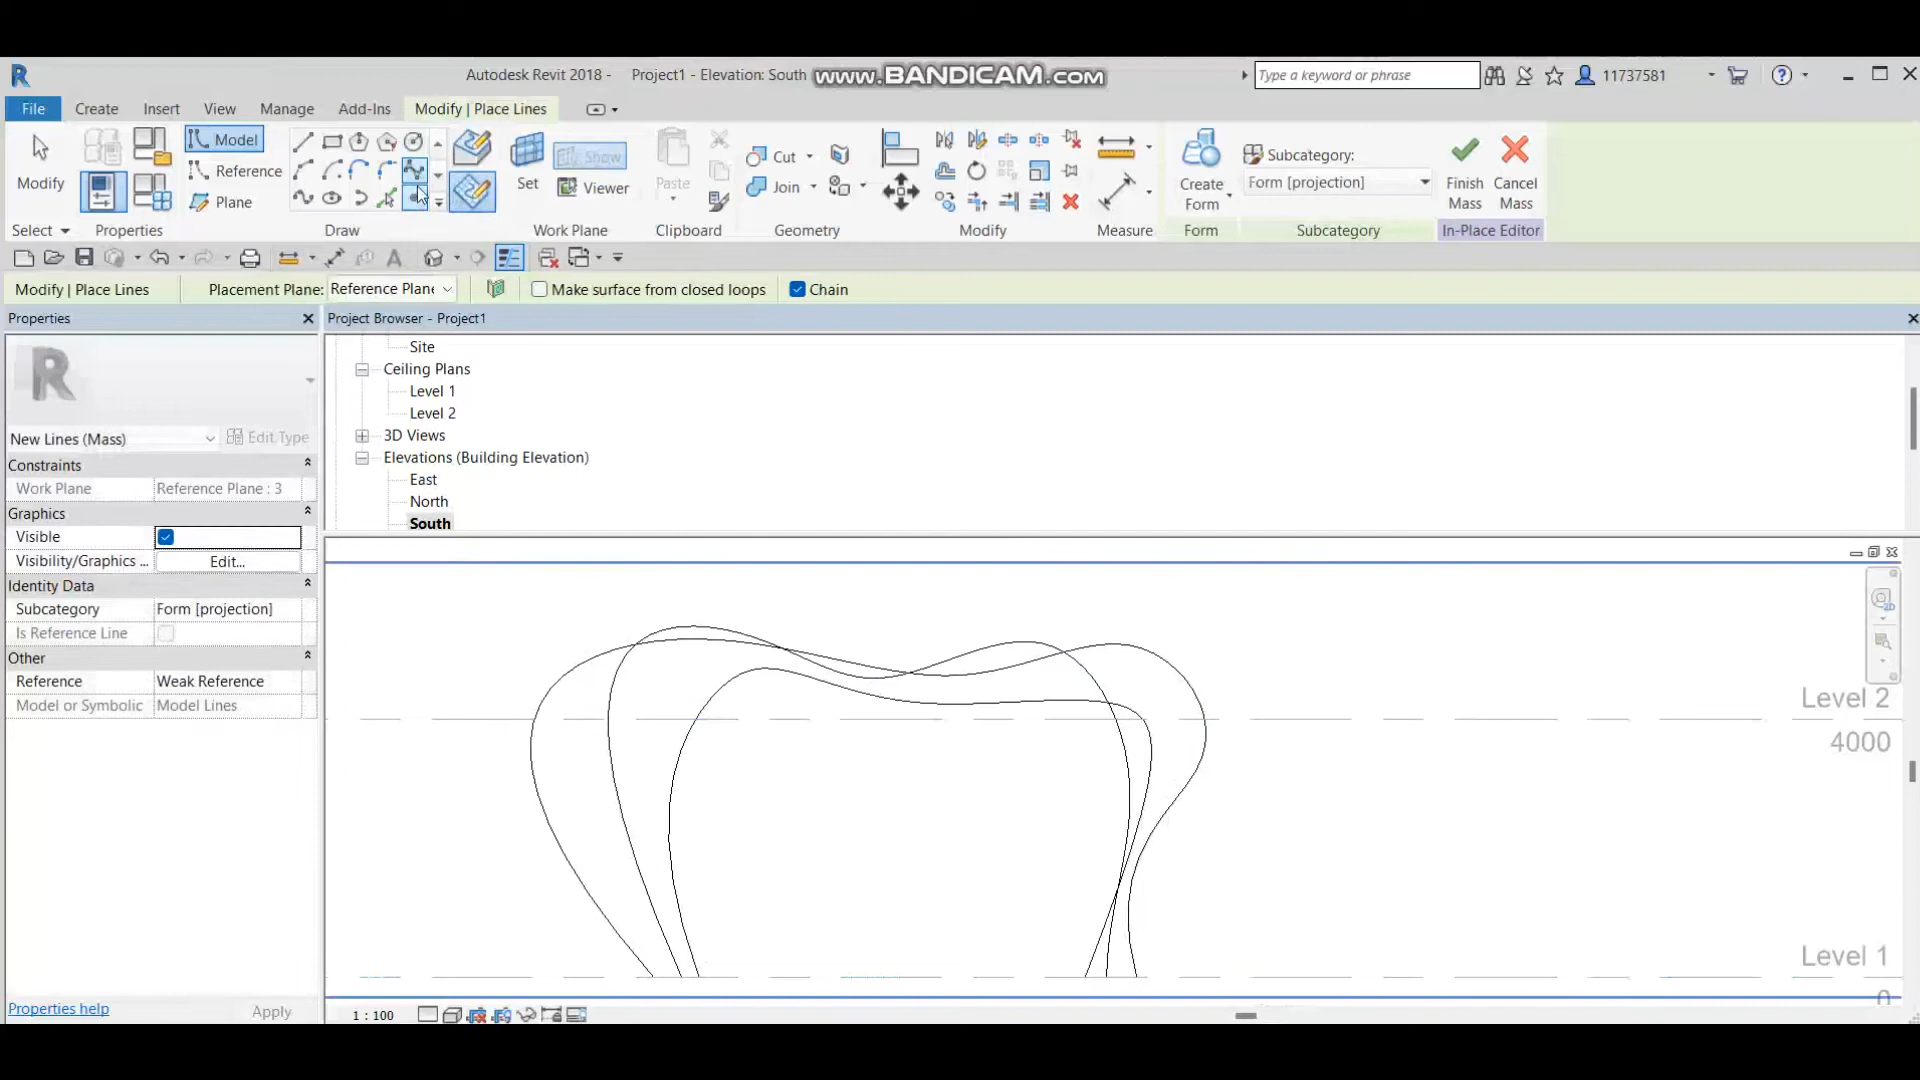 Autodesk Revit 2018 - Project1 - Elevation: South
www.BANDICAM.com
Type a keyword or phrase
11737581
File Create Insert View Manage Add-Ins Modify | Place Lines
Modify
Model
Reference
Plane
Set
Show
Viewer
Paste
Cut
Join
Create Form
Subcategory:
Form [projection]
Finish Mass
Cancel Mass
Select Properties Draw Work Plane Clipboard Geometry Modify Measure Form Subcategory In-Place Editor
Modify | Place Lines Placement Plane: Reference Plane Make surface from closed loops Chain
Properties
Project Browser - Project1
New Lines (Mass) Edit Type
Constraints
Work Plane Reference Plane : 3
Graphics
Visible
Visibility/Graphics ... Edit...
Identity Data
Subcategory Form [projection]
Is Reference Line
Other
Reference Weak Reference
Model or Symbolic Model Lines
Properties help Apply
Site
Ceiling Plans
Level 1
Level 2
3D Views
Elevations (Building Elevation)
East
North
South
Level 2
4000
Level 1
0
2D
1 : 100